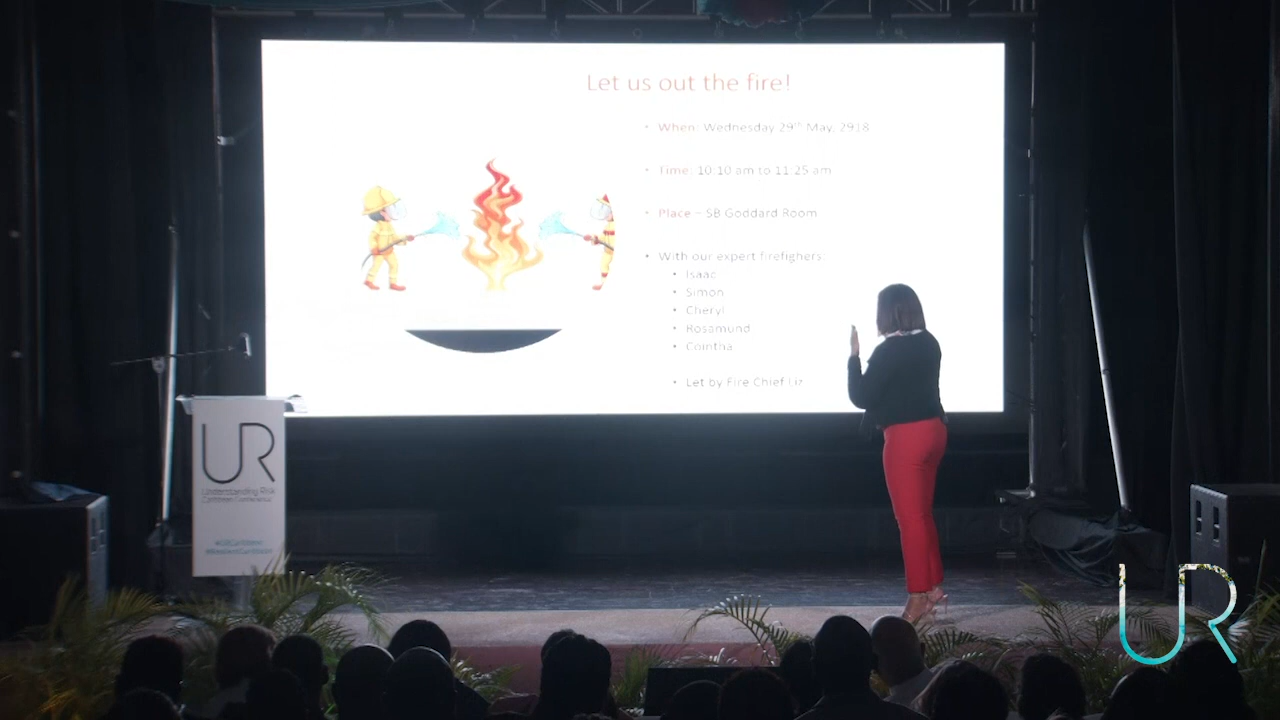 Let us out the fire!
• When: Wednesday 29th May, 2918
• Time: 10:10 am to 11:25 am
• Place – SB Goddard Room
• With our expert firefighers:
• Isaac
• Simon
• Cheryl
• Rosamund
• Cointha
• Let by Fire Chief Liz
UR
Understanding Risk
Caribbean Conference
UR